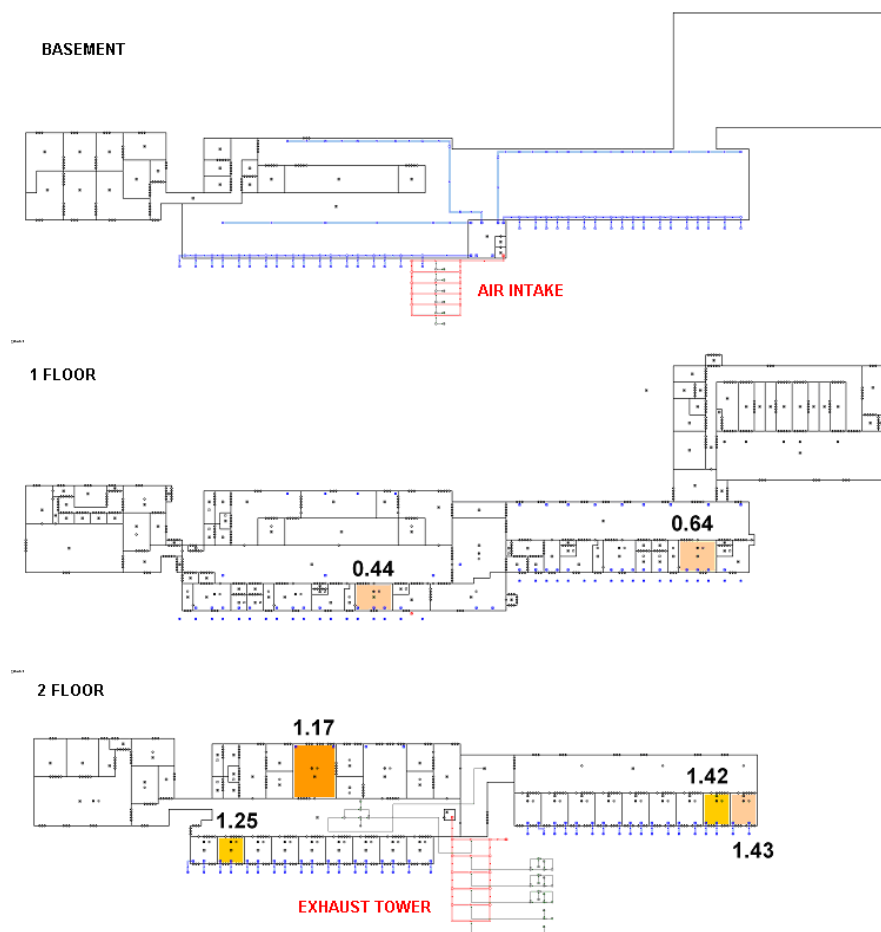 BASEMENT
AIR INTAKE
1 FLOOR
0.64
0.44
2 FLOOR
1.17
1.42
1.25
1.43
EXHAUST TOWER